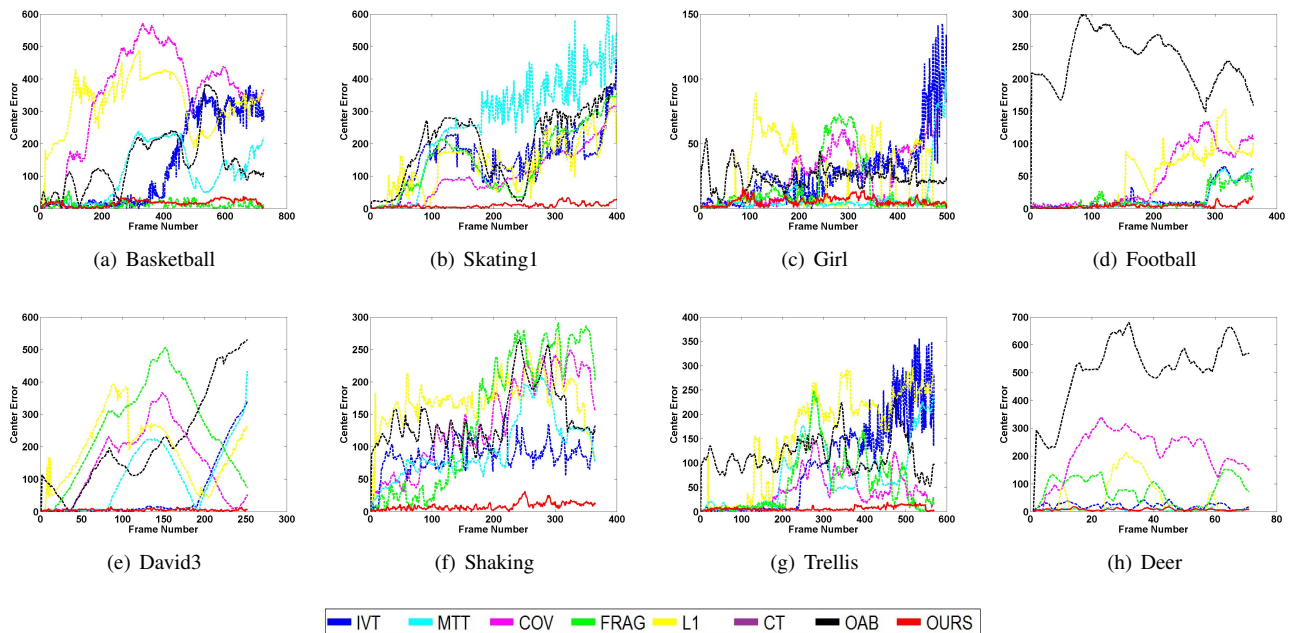 600
500
400
300
200
100
0
Center Error
0 200 400 600 800
Frame Number
(a) Basketball
600
500
400
300
200
100
0
Center Error
0 100 200 300 400
Frame Number
(b) Skating1
150
100
50
0
Center Error
0 100 200 300 400 500
Frame Number
(c) Girl
300
250
200
150
100
50
0
Center Error
0 100 200 300 400
Frame Number
(d) Football
600
500
400
300
200
100
0
Center Error
0 50 100 150 200 250 300
Frame Number
(e) David3
300
250
200
150
100
50
0
Center Error
0 100 200 300 400
Frame Number
(f) Shaking
400
350
300
250
200
150
100
50
0
Center Error
0 100 200 300 400 500 600
Frame Number
(g) Trellis
700
600
500
400
300
200
100
0
Center Error
0 20 40 60 80
Frame Number
(h) Deer
IVT MTT COV FRAG L1 CT OAB OURS